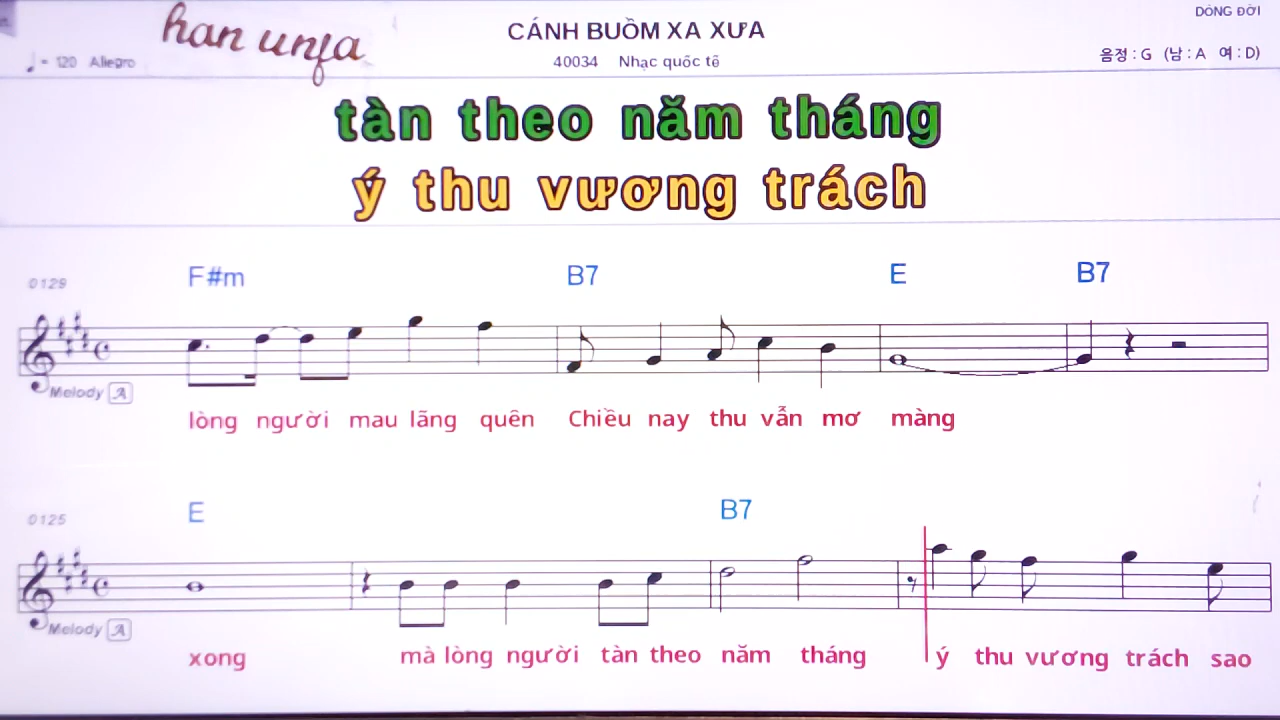 DÒNG ĐỜI
han unfa
CÁNH BUỒM XA XƯA
= 120 Allegro
40034 Nhạc quốc tế
음정 : G (남 : A 여 : D)
tàn theo năm tháng
ý thu vương trách
0129 F#m B7 E B7
Melody A
lòng người mau lãng quên Chiều nay thu vẫn mơ màng
0125 E B7
Melody A
xong mà lòng người tàn theo năm tháng ý thu vương trách sao